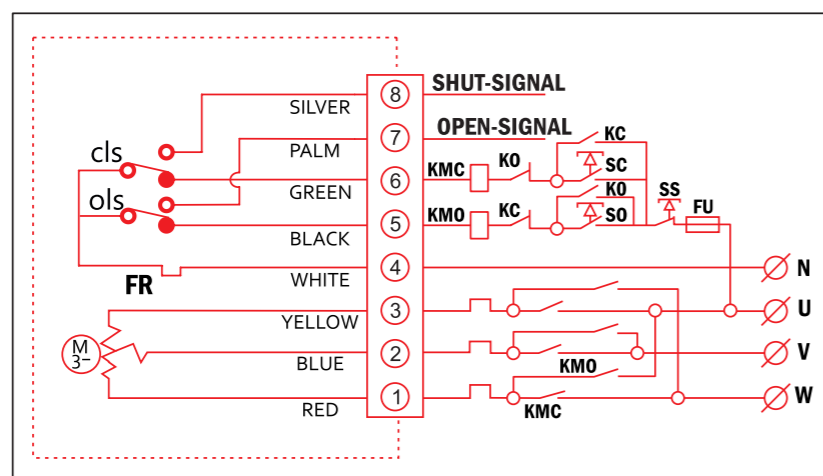 SILVER 8 SHUT-SIGNAL
PALM 7 OPEN-SIGNAL KC
cls GREEN 6 KMC KO SC
KO
ols BLACK 5 KMO KC SO SS FU
FR WHITE 4 N
YELLOW 3 U
M
3~ BLUE 2 V
KMO
RED 1 KMC W